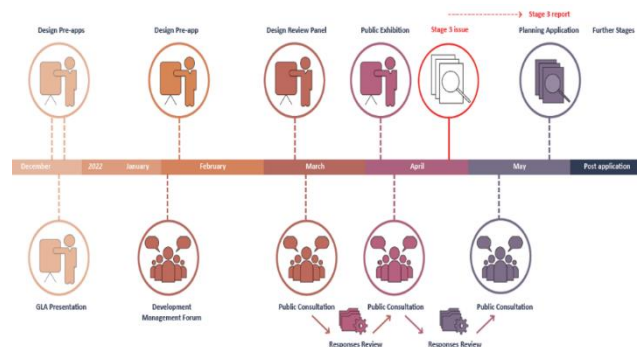 Stage 3 report
Design Pre-apps
Design Pre-app
Design Review Panel
Public Exhibition
Stage 3 issue
Planning Application
Further Stages
December
2022
January
February
March
April
May
Post application
GLA Presentation
Development
Management Forum
Public Consultation
Public Consultation
Public Consultation
Responses Review
Responses Review